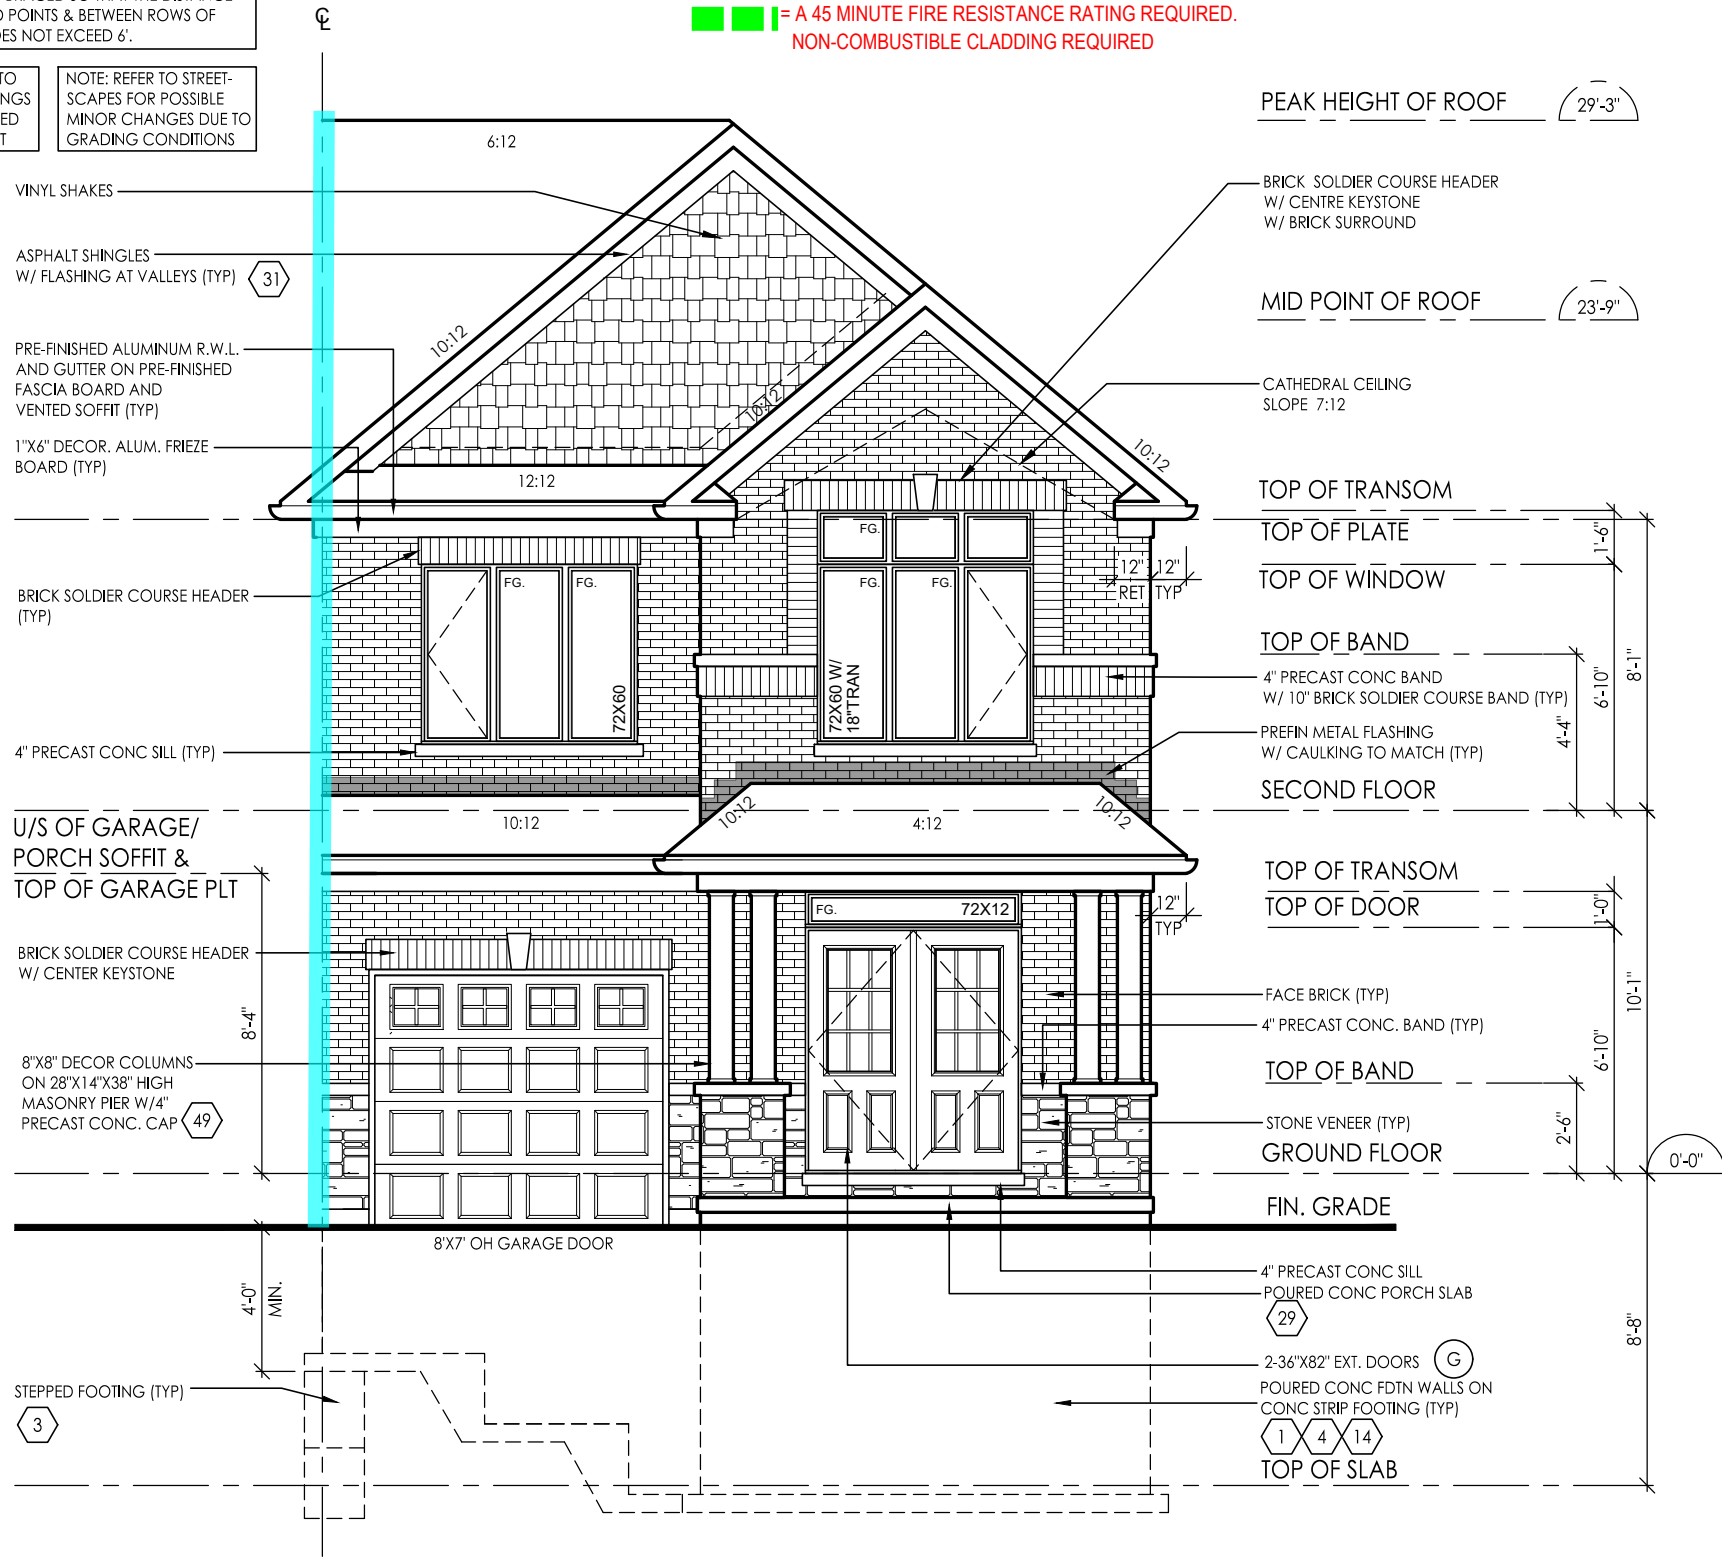 POINTS & BETWEEN ROWS OF
DOES NOT EXCEED 6'.
TO
NGS
ED
T
NOTE: REFER TO STREET-
SCAPES FOR POSSIBLE
MINOR CHANGES DUE TO
GRADING CONDITIONS
℄
= A 45 MINUTE FIRE RESISTANCE RATING REQUIRED.
NON-COMBUSTIBLE CLADDING REQUIRED
VINYL SHAKES
ASPHALT SHINGLES
W/ FLASHING AT VALLEYS (TYP)
31
PRE-FINISHED ALUMINUM R.W.L.
AND GUTTER ON PRE-FINISHED
FASCIA BOARD AND
VENTED SOFFIT (TYP)
1"X6" DECOR. ALUM. FRIEZE
BOARD (TYP)
BRICK SOLDIER COURSE HEADER
(TYP)
4" PRECAST CONC SILL (TYP)
U/S OF GARAGE/
PORCH SOFFIT &
TOP OF GARAGE PLT
BRICK SOLDIER COURSE HEADER
W/ CENTER KEYSTONE
8'-4"
8"X8" DECOR COLUMNS
ON 28"X14"X38" HIGH
MASONRY PIER W/4"
PRECAST CONC. CAP
49
4'-0"
MIN.
STEPPED FOOTING (TYP)
3
6:12
10:12
10:12
10:12
12:12
FG.
FG.
FG.
72X60
FG.
FG.
72X60 W/
18"TRAN
12"
12"
RET
TYP
10:12
10:12
4:12
10:12
FG.
72X12
12"
TYP
8'X7' OH GARAGE DOOR
PEAK HEIGHT OF ROOF
29'-3"
BRICK SOLDIER COURSE HEADER
W/ CENTRE KEYSTONE
W/ BRICK SURROUND
MID POINT OF ROOF
23'-9"
CATHEDRAL CEILING
SLOPE 7:12
TOP OF TRANSOM
TOP OF PLATE
1'-6"
TOP OF WINDOW
TOP OF BAND
4" PRECAST CONC BAND
W/ 10" BRICK SOLDIER COURSE BAND (TYP)
4'-4"
6'-10"
8'-1"
PREFIN METAL FLASHING
W/ CAULKING TO MATCH (TYP)
SECOND FLOOR
TOP OF TRANSOM
TOP OF DOOR
1'-0"
FACE BRICK (TYP)
4" PRECAST CONC. BAND (TYP)
10'-1"
6'-10"
TOP OF BAND
2'-6"
STONE VENEER (TYP)
GROUND FLOOR
0'-0"
FIN. GRADE
4" PRECAST CONC SILL
POURED CONC PORCH SLAB
29
8'-8"
2-36"X82" EXT. DOORS
G
POURED CONC FDTN WALLS ON
CONC STRIP FOOTING (TYP)
1
4
14
TOP OF SLAB